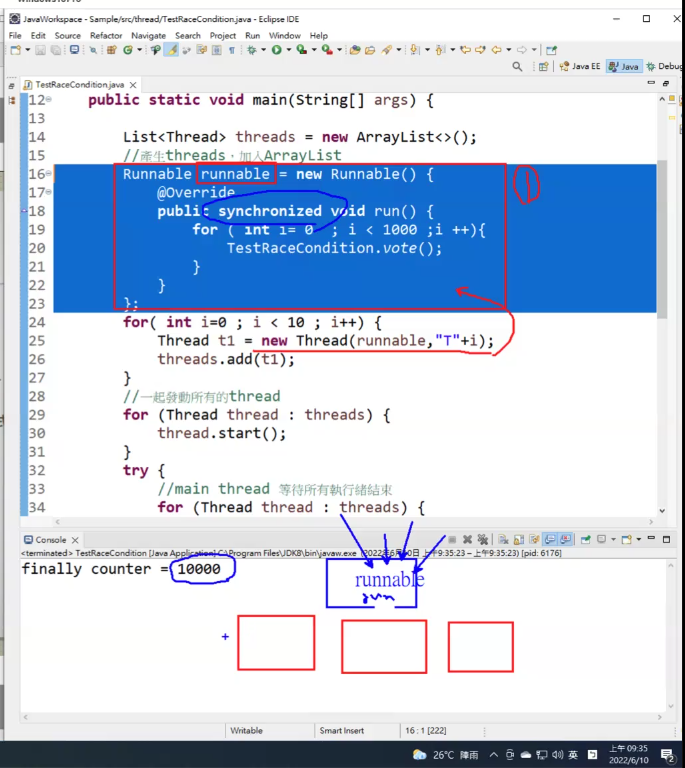 JavaWorkspace - Sample/src/thread/TestRaceCondition.java - Eclipse IDE
File Edit Source Refactor Navigate Search Project Run Window Help
Java EE Java Debug
TestRaceCondition.java
12 public static void main(String[] args) {
13
14 List<Thread> threads = new ArrayList<>();
15 //產生threads，加入ArrayList
16 Runnable runnable = new Runnable() {
17 @Override
18 public synchronized void run() {
19 for ( int i= 0 ; i < 1000 ;i ++){
20 TestRaceCondition.vote();
21 }
22 }
23 };
24 for( int i=0 ; i < 10 ; i++) {
25 Thread t1 = new Thread(runnable,"T"+i);
26 threads.add(t1);
27 }
28 //一起發動所有的thread
29 for (Thread thread : threads) {
30 thread.start();
31 }
32 try {
33 //main thread 等待所有執行緒結束
34 for (Thread thread : threads) {
①
Console
<terminated> TestRaceCondition [Java Application] C:\Program Files\JDK8\bin\javaw.exe (2022年6月10日 上午9:35:23 – 上午9:35:23) [pid: 6176]
finally counter = 10000
runnable
run
Writable Smart Insert 16 : 1 [222]
26°C 陣雨 英 上午 09:35
2022/6/10 2